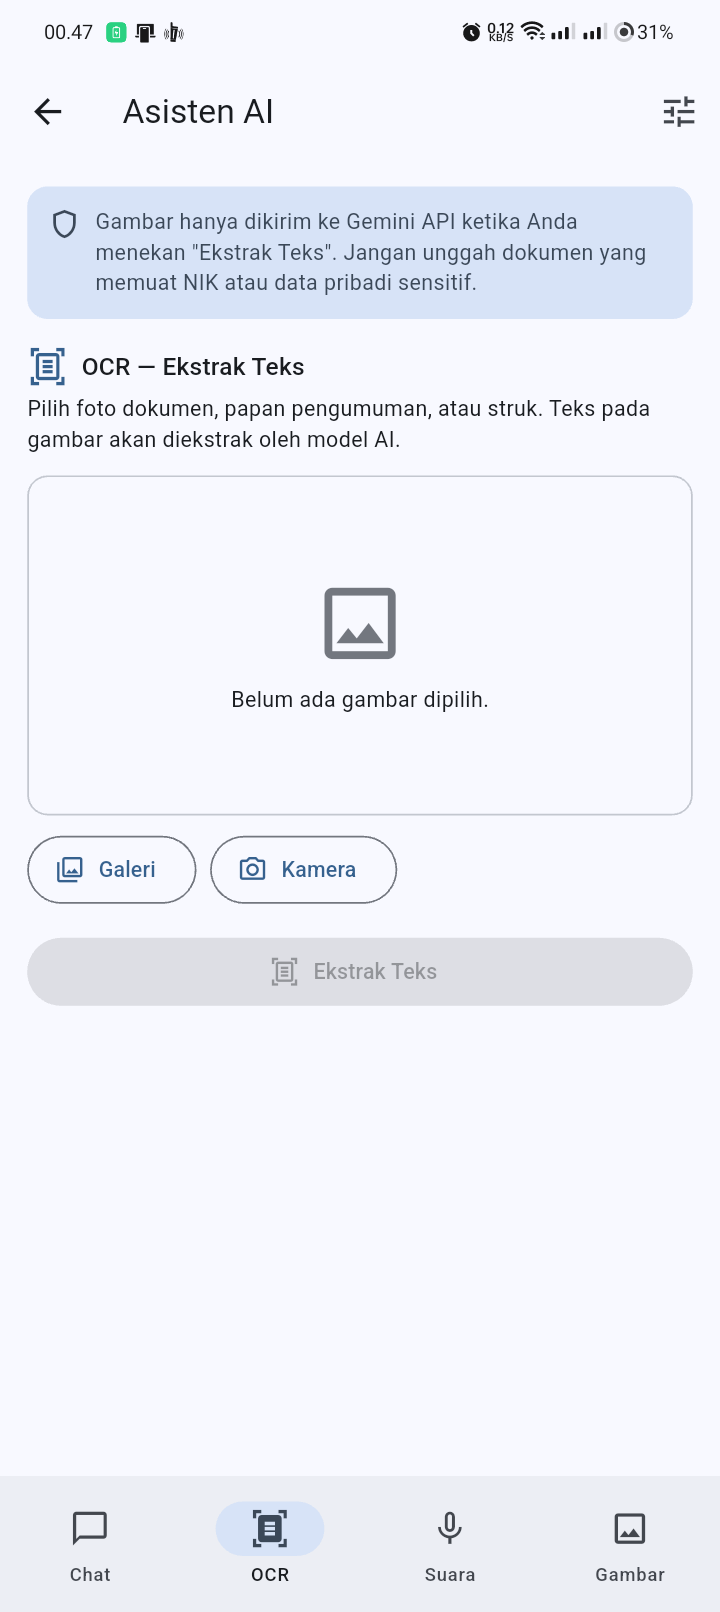 00.47
0.12 KB/S
31%
Asisten AI
Gambar hanya dikirim ke Gemini API ketika Anda
menekan "Ekstrak Teks". Jangan unggah dokumen yang
memuat NIK atau data pribadi sensitif.
OCR — Ekstrak Teks
Pilih foto dokumen, papan pengumuman, atau struk. Teks pada
gambar akan diekstrak oleh model AI.
Belum ada gambar dipilih.
Galeri
Kamera
Ekstrak Teks
Chat
OCR
Suara
Gambar